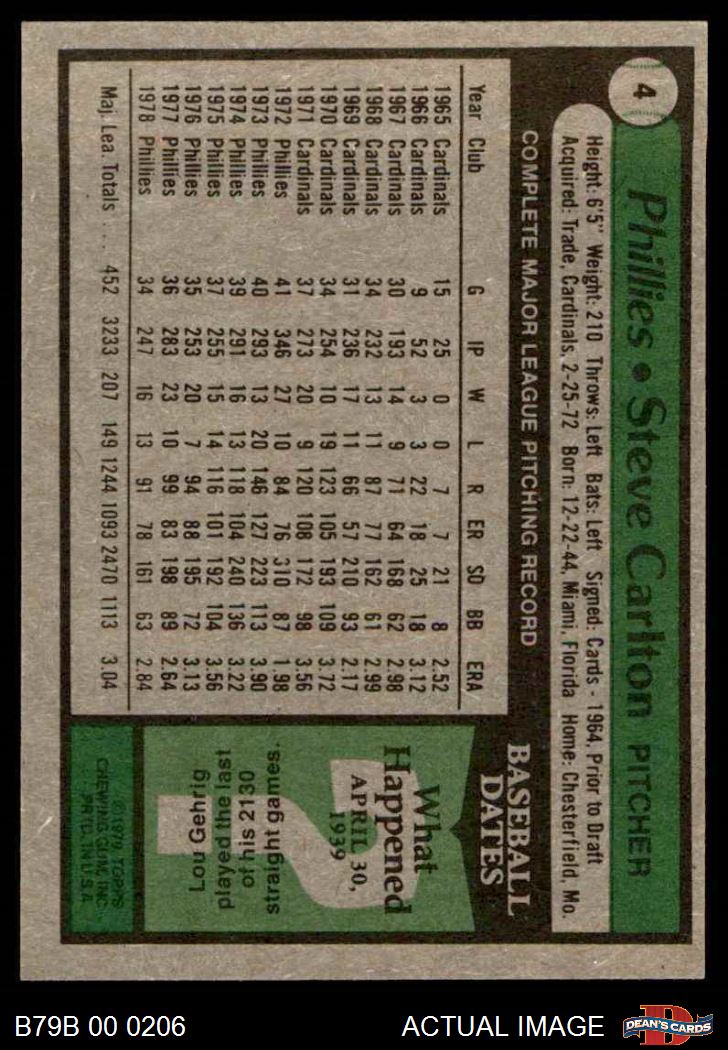 4
Phillies • Steve Carlton PITCHER
Height: 6'5" Weight: 210 Throws: Left Bats: Left Signed: Cards - 1964, Prior to Draft
Acquired: Trade, Cardinals, 2-25-72 Born: 12-22-44, Miami, Florida Home: Chesterfield, Mo.
COMPLETE MAJOR LEAGUE PITCHING RECORD
Year Club G IP W L R ER SO BB ERA
1965 Cardinals 15 25 0 0 7 7 21 8 2.52
1966 Cardinals 9 52 3 3 22 18 25 18 3.12
1967 Cardinals 30 193 14 9 71 64 168 62 2.98
1968 Cardinals 34 232 13 11 87 77 162 61 2.99
1969 Cardinals 31 236 17 11 66 57 210 93 2.17
1970 Cardinals 34 254 10 19 123 105 193 109 3.72
1971 Cardinals 37 273 20 9 120 108 172 98 3.56
1972 Phillies 41 346 27 10 84 76 310 87 1.98
1973 Phillies 40 293 13 20 146 127 223 113 3.90
1974 Phillies 39 291 16 13 118 104 240 136 3.22
1975 Phillies 37 255 15 14 116 101 192 104 3.56
1976 Phillies 35 253 20 7 94 88 195 72 3.13
1977 Phillies 36 283 23 10 99 83 198 89 2.64
1978 Phillies 34 247 16 13 91 78 161 63 2.84
Maj. Lea. Totals . . . 452 3233 207 149 1244 1093 2470 1113 3.04
BASEBALL
DATES
What
Happened
APRIL 30,
1939
?
Lou Gehrig
played the last
of his 2130
straight games.
©1979 TOPPS
CHEWING GUM, INC.
PRTD. IN U.S.A.
B79B 00 0206
ACTUAL IMAGE
D
DEAN'S CARDS